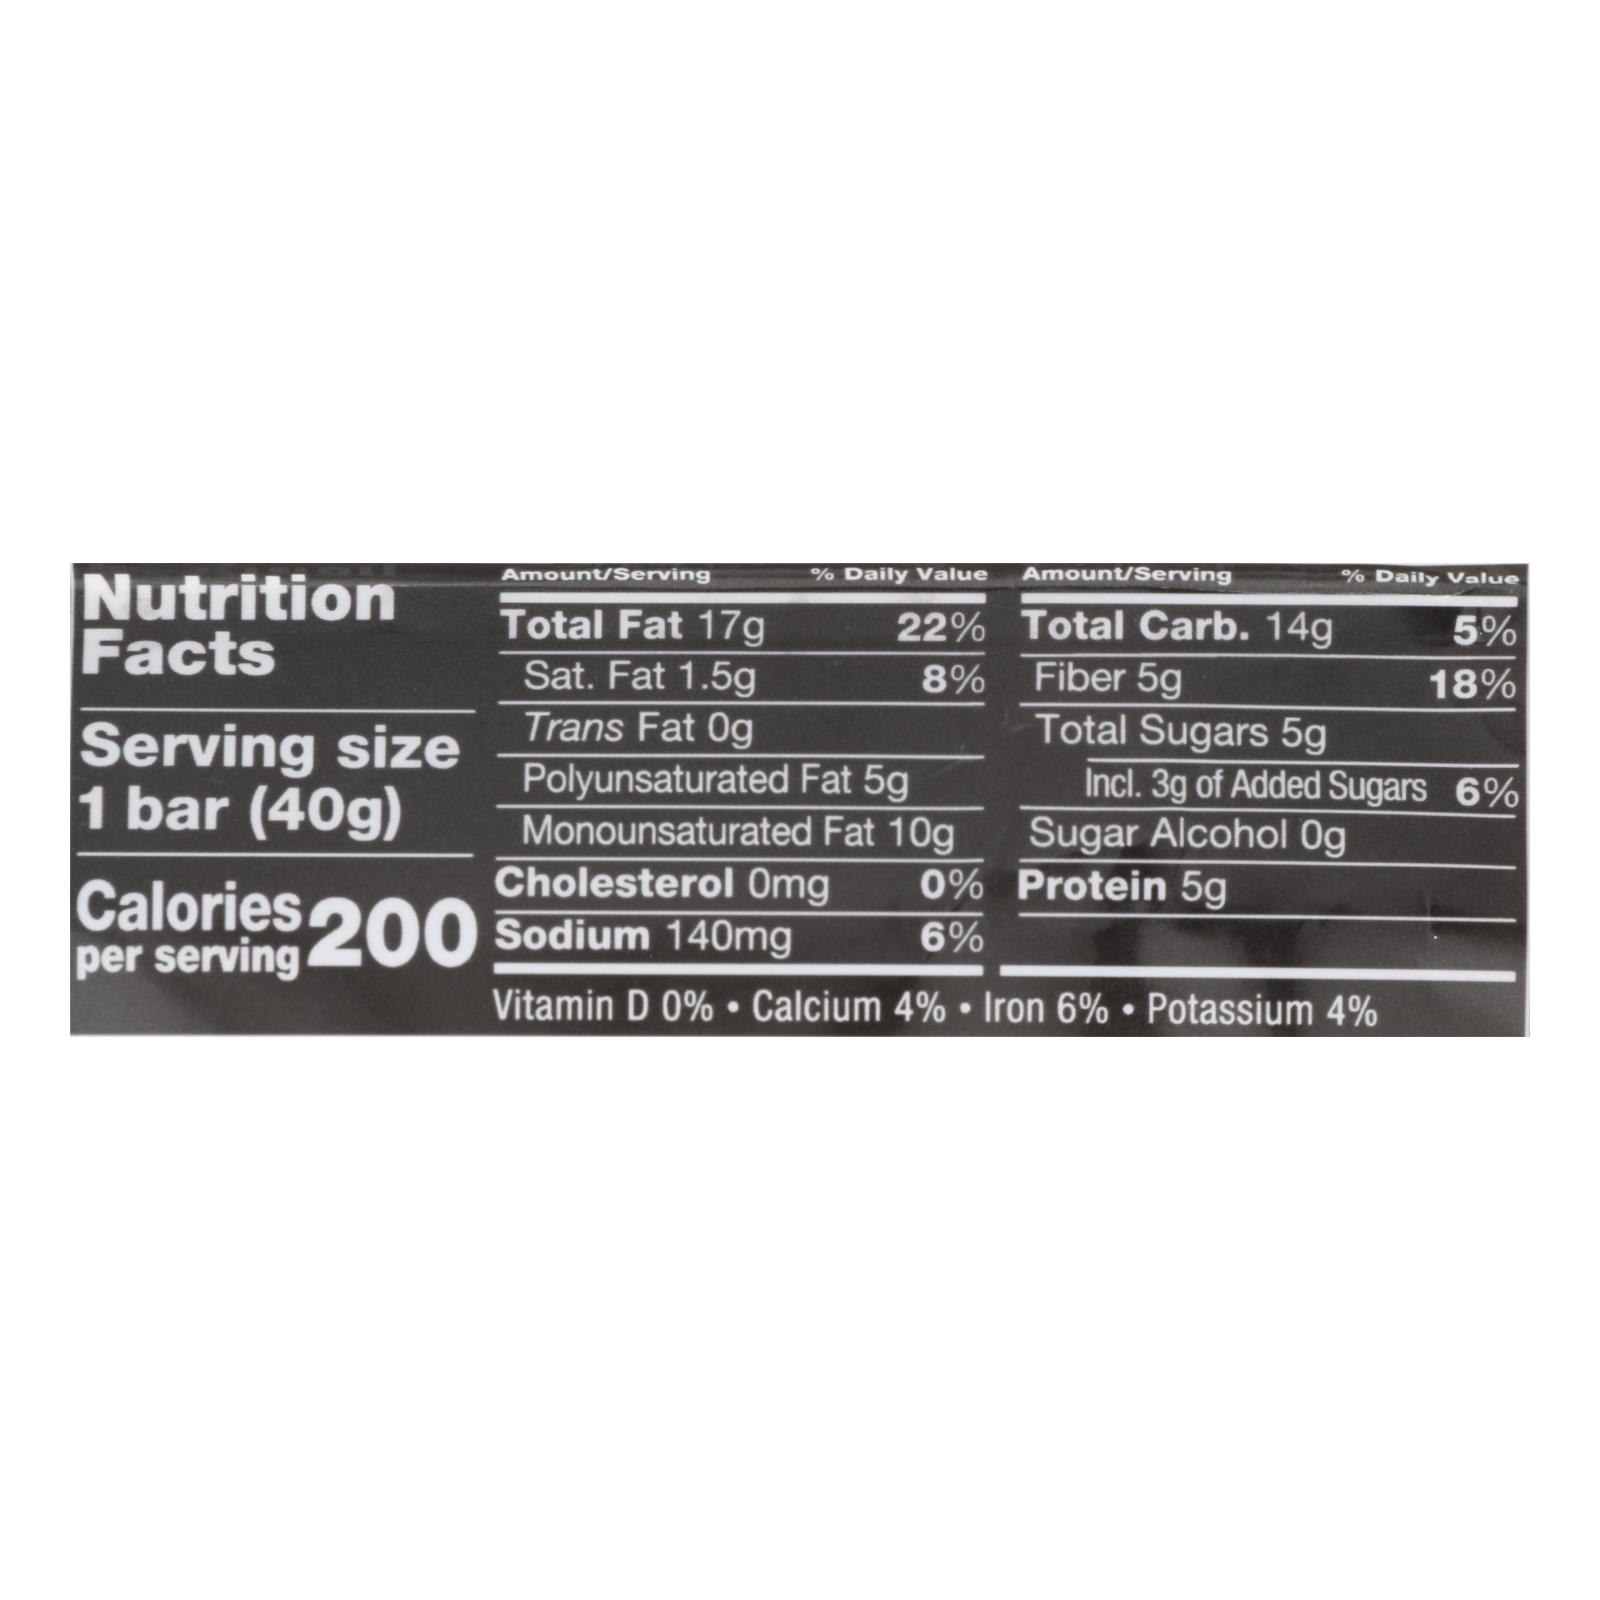 Nutrition
Facts
Serving size
1 bar (40g)
Calories
per serving
200
Amount/Serving % Daily Value
Total Fat 17g 22%
Sat. Fat 1.5g 8%
Trans Fat 0g
Polyunsaturated Fat 5g
Monounsaturated Fat 10g
Cholesterol 0mg 0%
Sodium 140mg 6%
Amount/Serving % Daily Value
Total Carb. 14g 5%
Fiber 5g 18%
Total Sugars 5g
Incl. 3g of Added Sugars 6%
Sugar Alcohol 0g
Protein 5g
Vitamin D 0% • Calcium 4% • Iron 6% • Potassium 4%